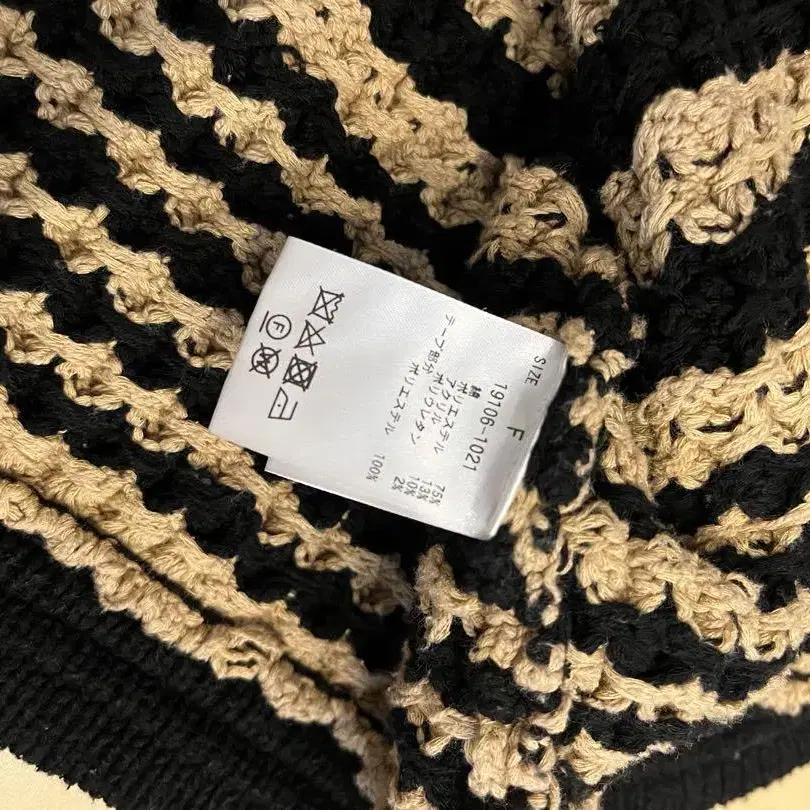 SIZE F
19106-1021
綿 75%
ポリエステル 13%
アクリル 10%
ポリウレタン 2%
テープ部分
ポリエステル 100%
F